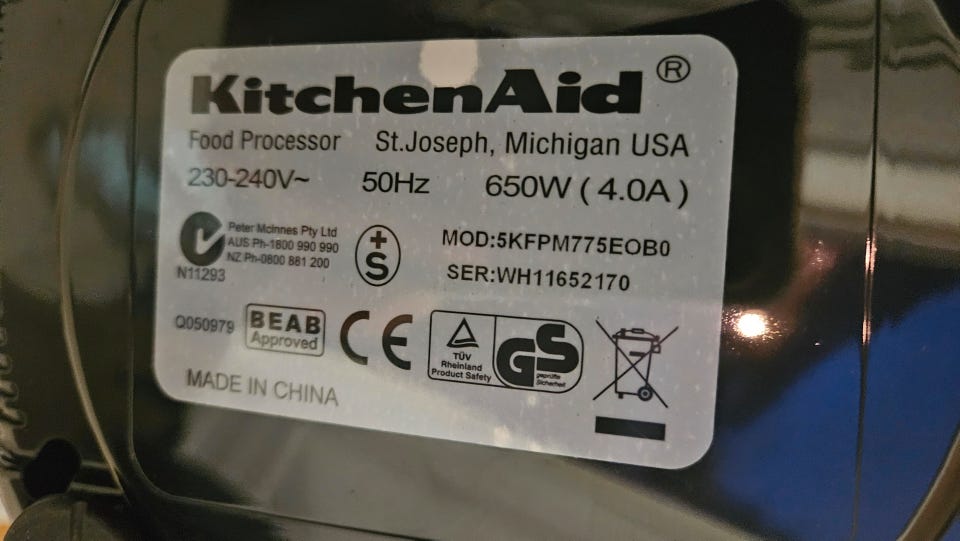 KitchenAid®
Food Processor St.Joseph, Michigan USA
230-240V~ 50Hz 650W ( 4.0A )
Peter McInnes Pty Ltd
AUS Ph-1800 990 990
NZ Ph-0800 881 200
N11293
+S
MOD:5KFPM775EOB0
SER:WH11652170
Q050979
BEAB
Approved
CE
TÜV
Rheinland
Product Safety
GS
geprüfte
Sicherheit
MADE IN CHINA